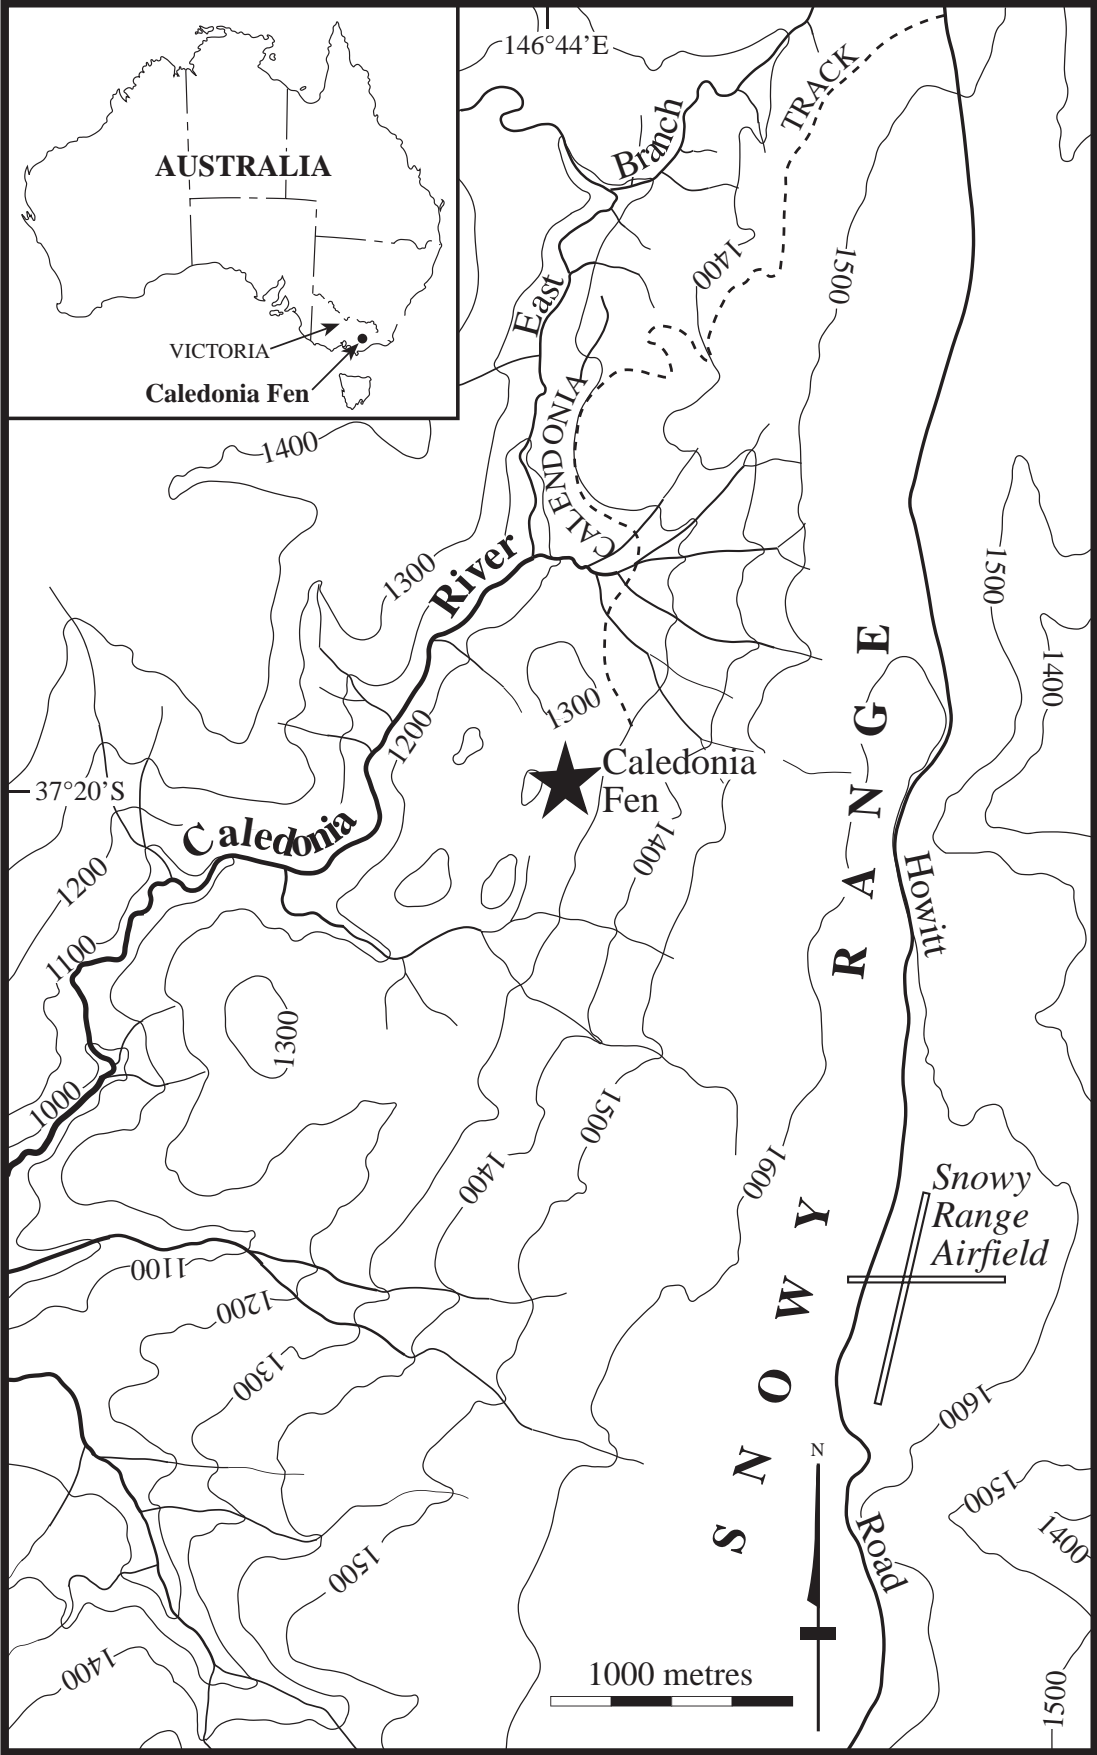 AUSTRALIA
VICTORIA
Caledonia Fen
146°44’E
TRACK
Branch
1400
1500
East
1400
CALENDONIA
1300
River
1500
1400
1300
1200
Caledonia
Fen
37°20’S
Caledonia
1400
1200
Howitt
1100
1300
1000
1500
1400
1600
SNOWY RANGE
Snowy
Range
Airfield
1100
1200
1300
1600
N
1500
1400
Road
1500
1400
1000 metres
1500